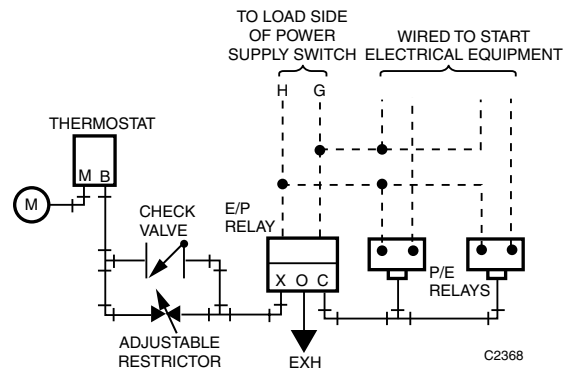 TO LOAD SIDE
OF POWER
SUPPLY SWITCH
WIRED TO START
ELECTRICAL EQUIPMENT
H G
THERMOSTAT
M B
M
CHECK
VALVE
E/P
RELAY
X O C
P/E
RELAYS
ADJUSTABLE
RESTRICTOR
EXH
C2368